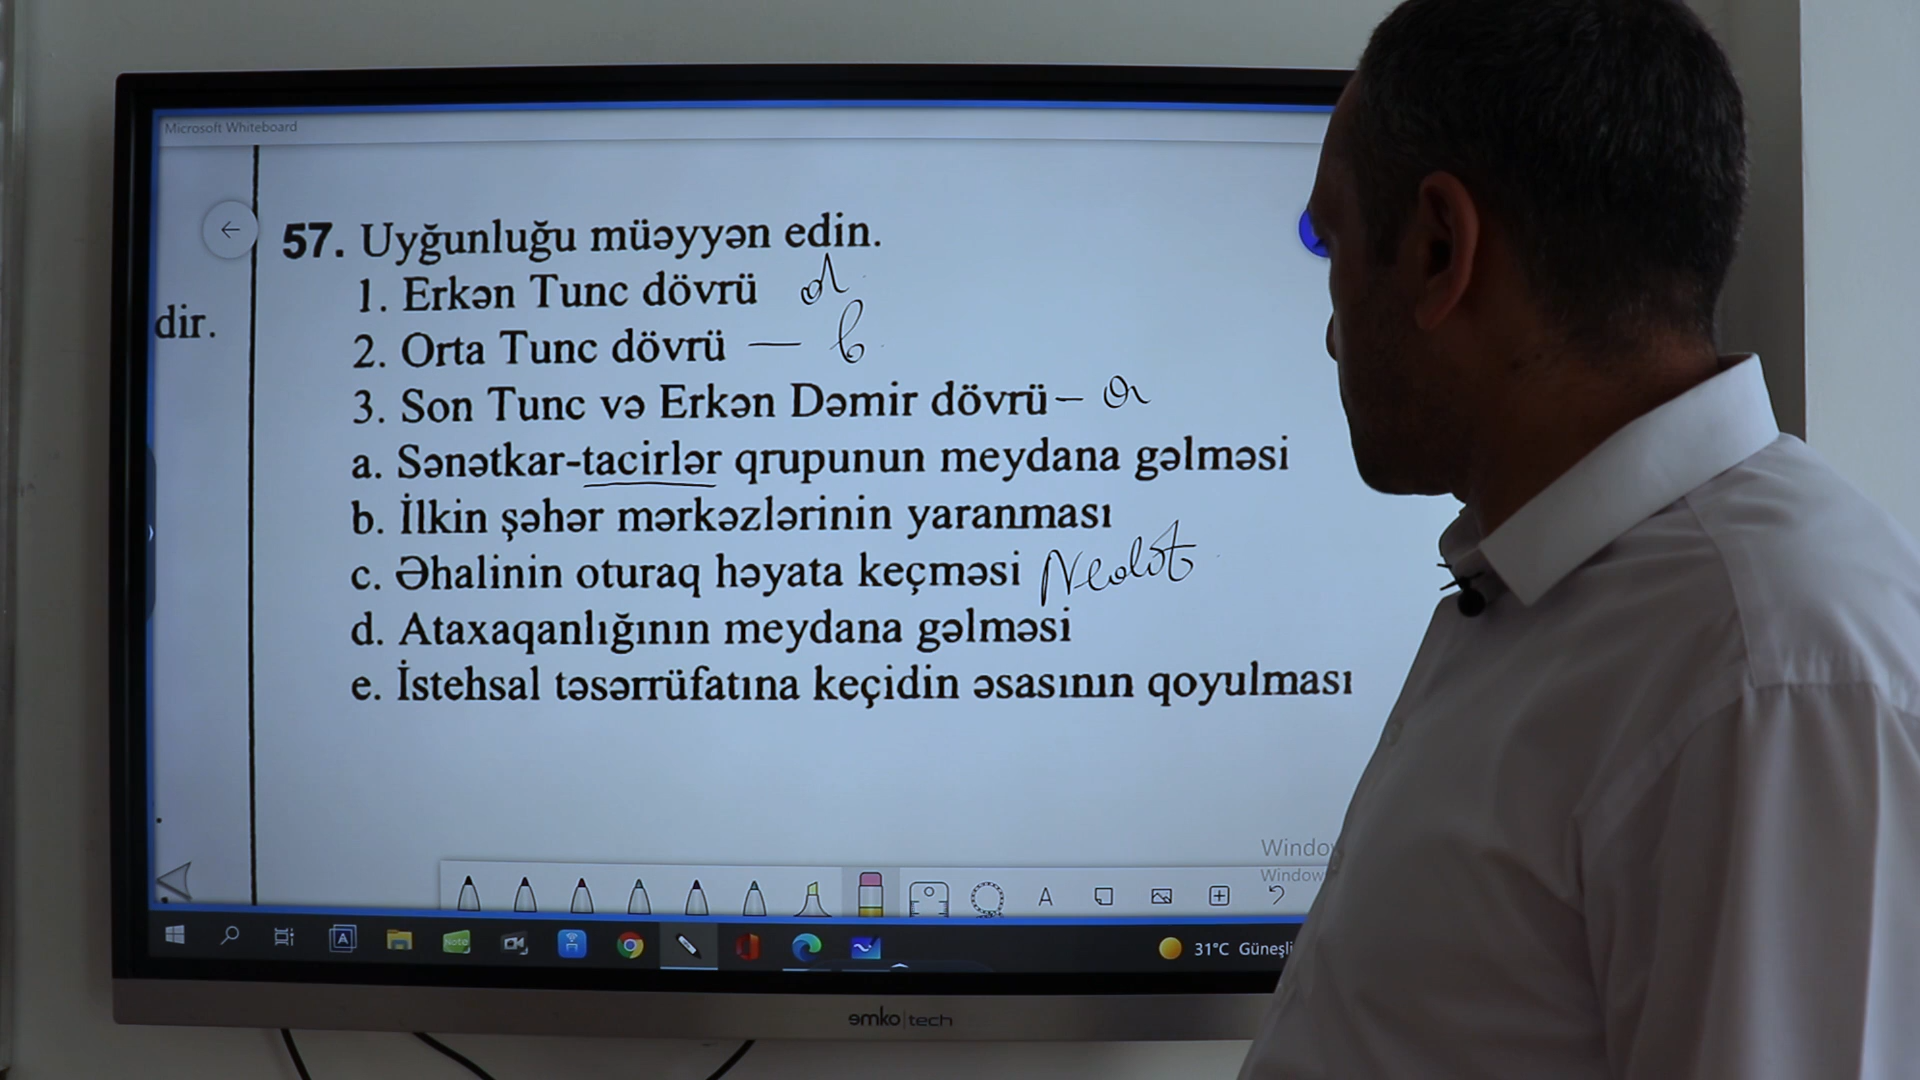 Microsoft Whiteboard
dir.
57. Uyğunluğu müəyyən edin.
1. Erkən Tunc dövrü d
2. Orta Tunc dövrü — b
3. Son Tunc və Erkən Dəmir dövrü – a
a. Sənətkar-tacirlər qrupunun meydana gəlməsi
b. İlkin şəhər mərkəzlərinin yaranması
c. Əhalinin oturaq həyata keçməsi Neolit
d. Ataxaqanlığının meydana gəlməsi
e. İstehsal təsərrüfatına keçidin əsasının qoyulması
Windo
Window
31°C Güneşli
emko|tech